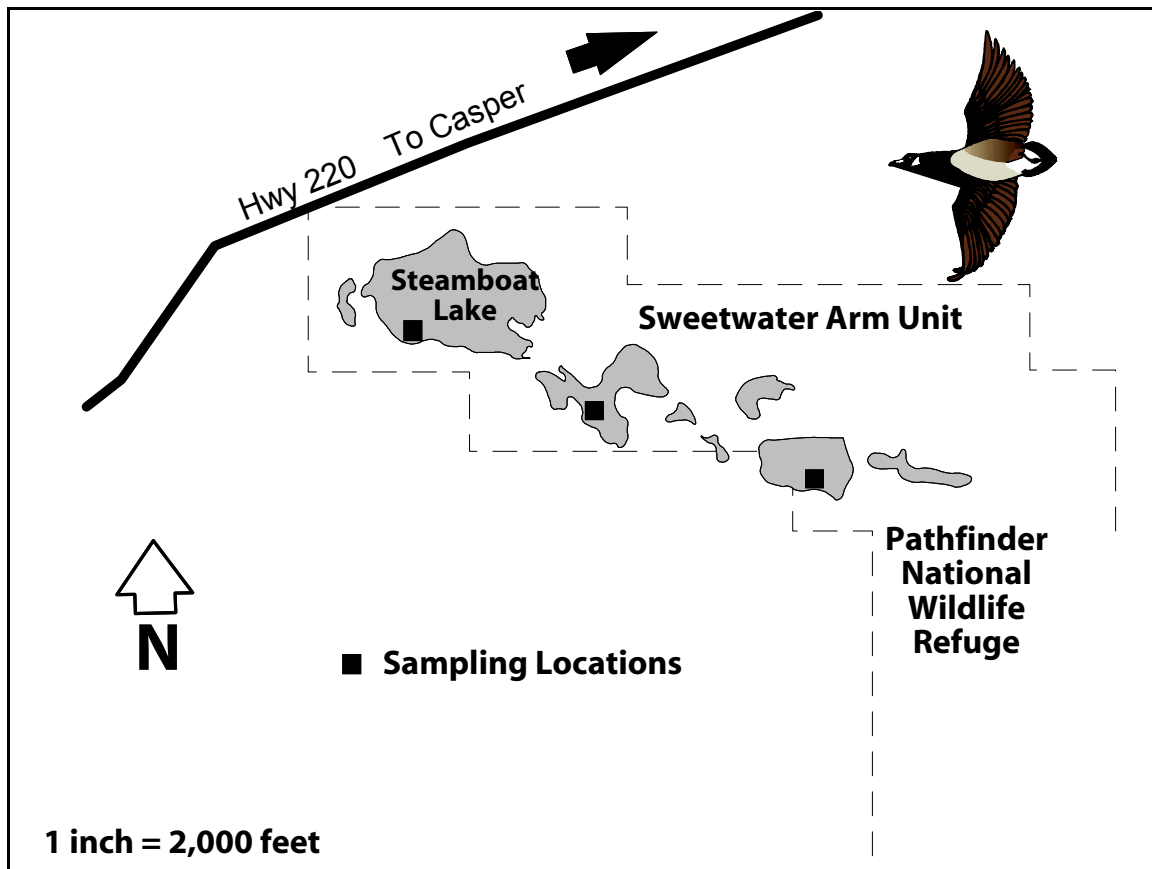 Hwy 220 To Casper
Steamboat
Lake
Sweetwater Arm Unit
Pathfinder
National
Wildlife
Refuge
N
Sampling Locations
1 inch = 2,000 feet